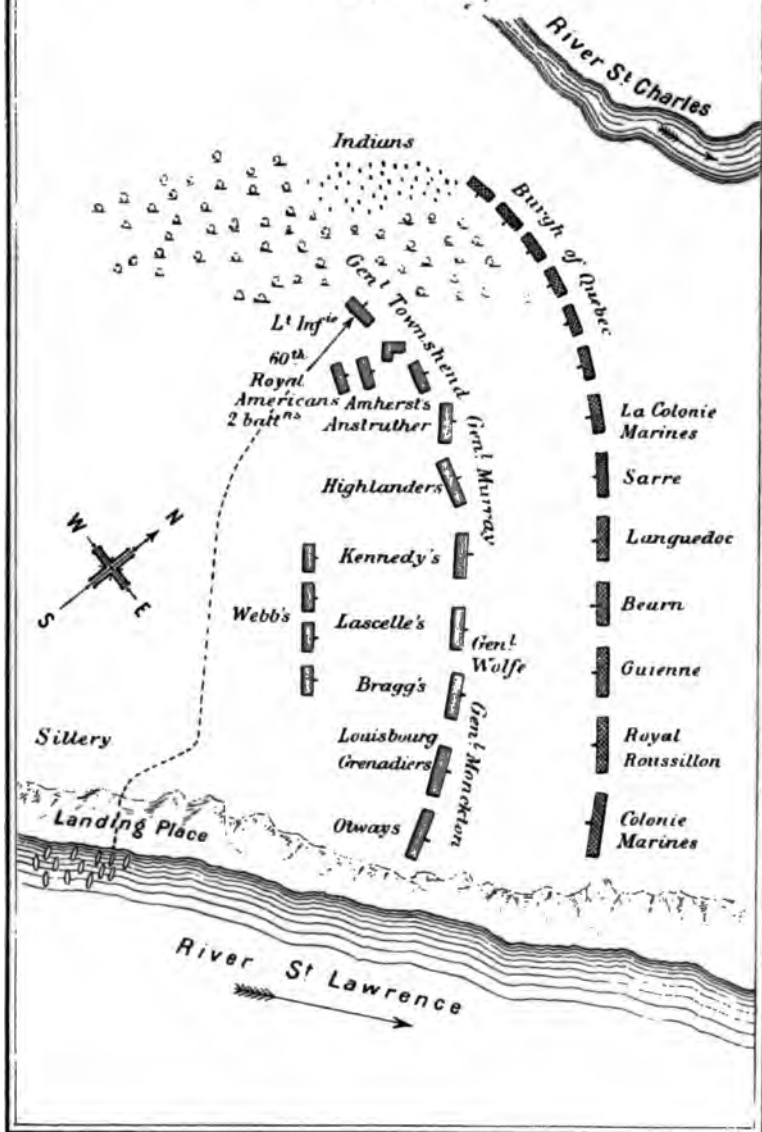 River St. Charles
Indians
Burgh of Quebec
Genl Townshend
Lt Infie
60th
Royal
Americans
2 battns
Amherst's
Anstruther
Genl. Murray
La Colonie
Marines
Highlanders
Sarre
N
W
E
S
Kennedy's
Languedoc
Webb's
Lascelle's
Genl.
Wolfe
Bearn
Bragg's
Guienne
Sillery
Louisbourg
Grenadiers
Genl. Monckton
Royal
Roussillon
Landing Place
Otways
Colonie
Marines
River St Lawrence